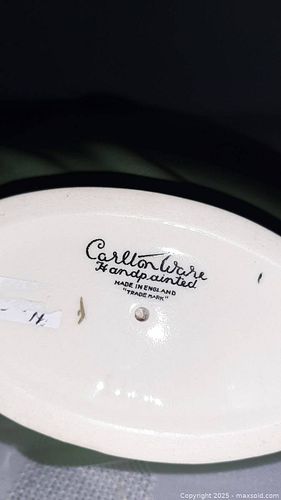 Carlton Ware
Handpainted
MADE IN ENGLAND
"TRADE MARK"
Copyright © 2025 - maxsold.com